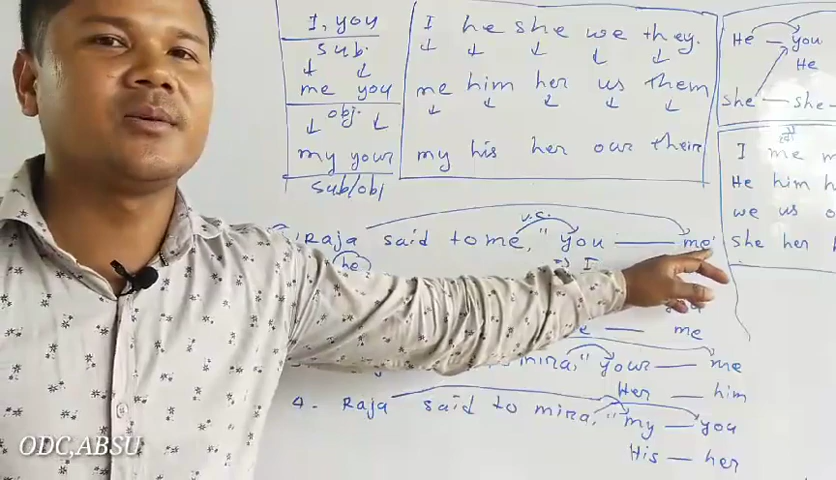 I, you
sub.
me you
obj.
my your
sub/obj
I he she we they.
me him her us them
my his her our their
He — you
He
She — she
I me m
He him h
we us o
She her
v.c.
Raja said to me, " you — me
he
I
me
mira, " your — me
Her — him
4. Raja said to mira, " my — you
His — her
ODC,ABSU